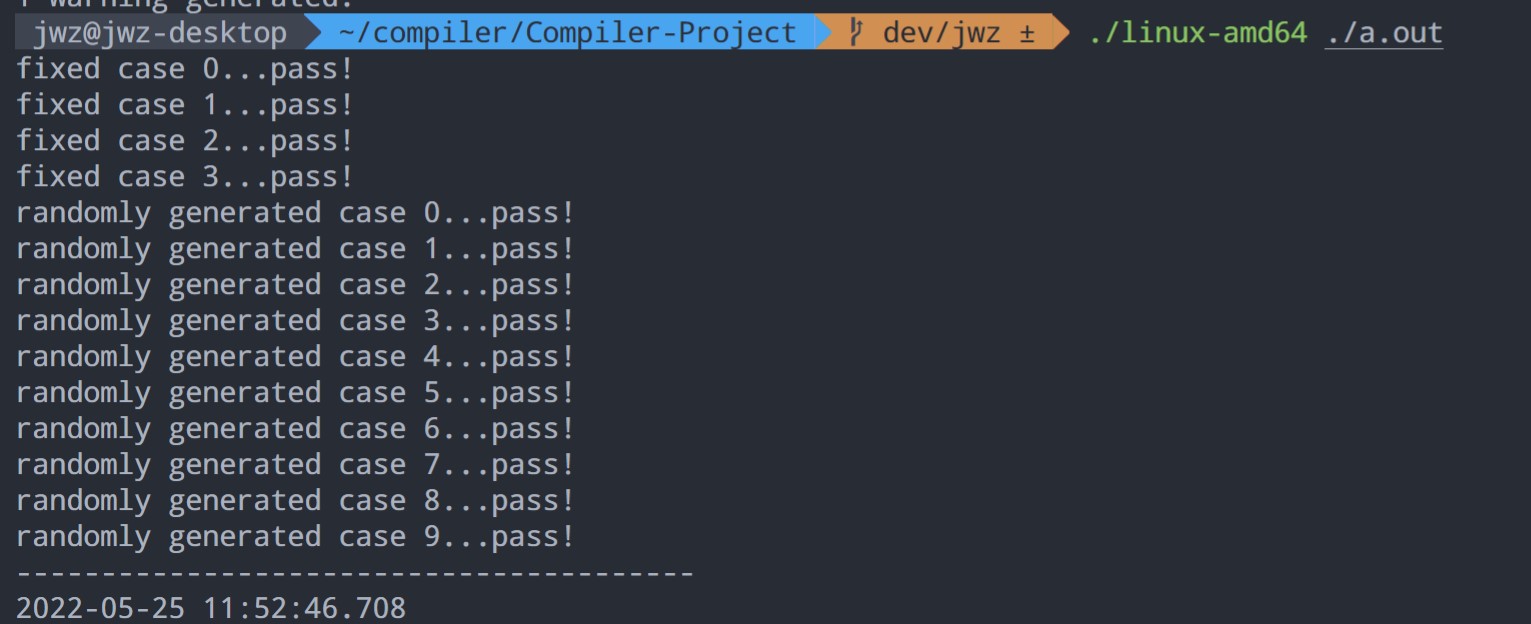 1 warning generated.
jwz@jwz-desktop ~/compiler/Compiler-Project dev/jwz ± ./linux-amd64 ./a.out
fixed case 0...pass!
fixed case 1...pass!
fixed case 2...pass!
fixed case 3...pass!
randomly generated case 0...pass!
randomly generated case 1...pass!
randomly generated case 2...pass!
randomly generated case 3...pass!
randomly generated case 4...pass!
randomly generated case 5...pass!
randomly generated case 6...pass!
randomly generated case 7...pass!
randomly generated case 8...pass!
randomly generated case 9...pass!
----------------------------------------
2022-05-25 11:52:46.708